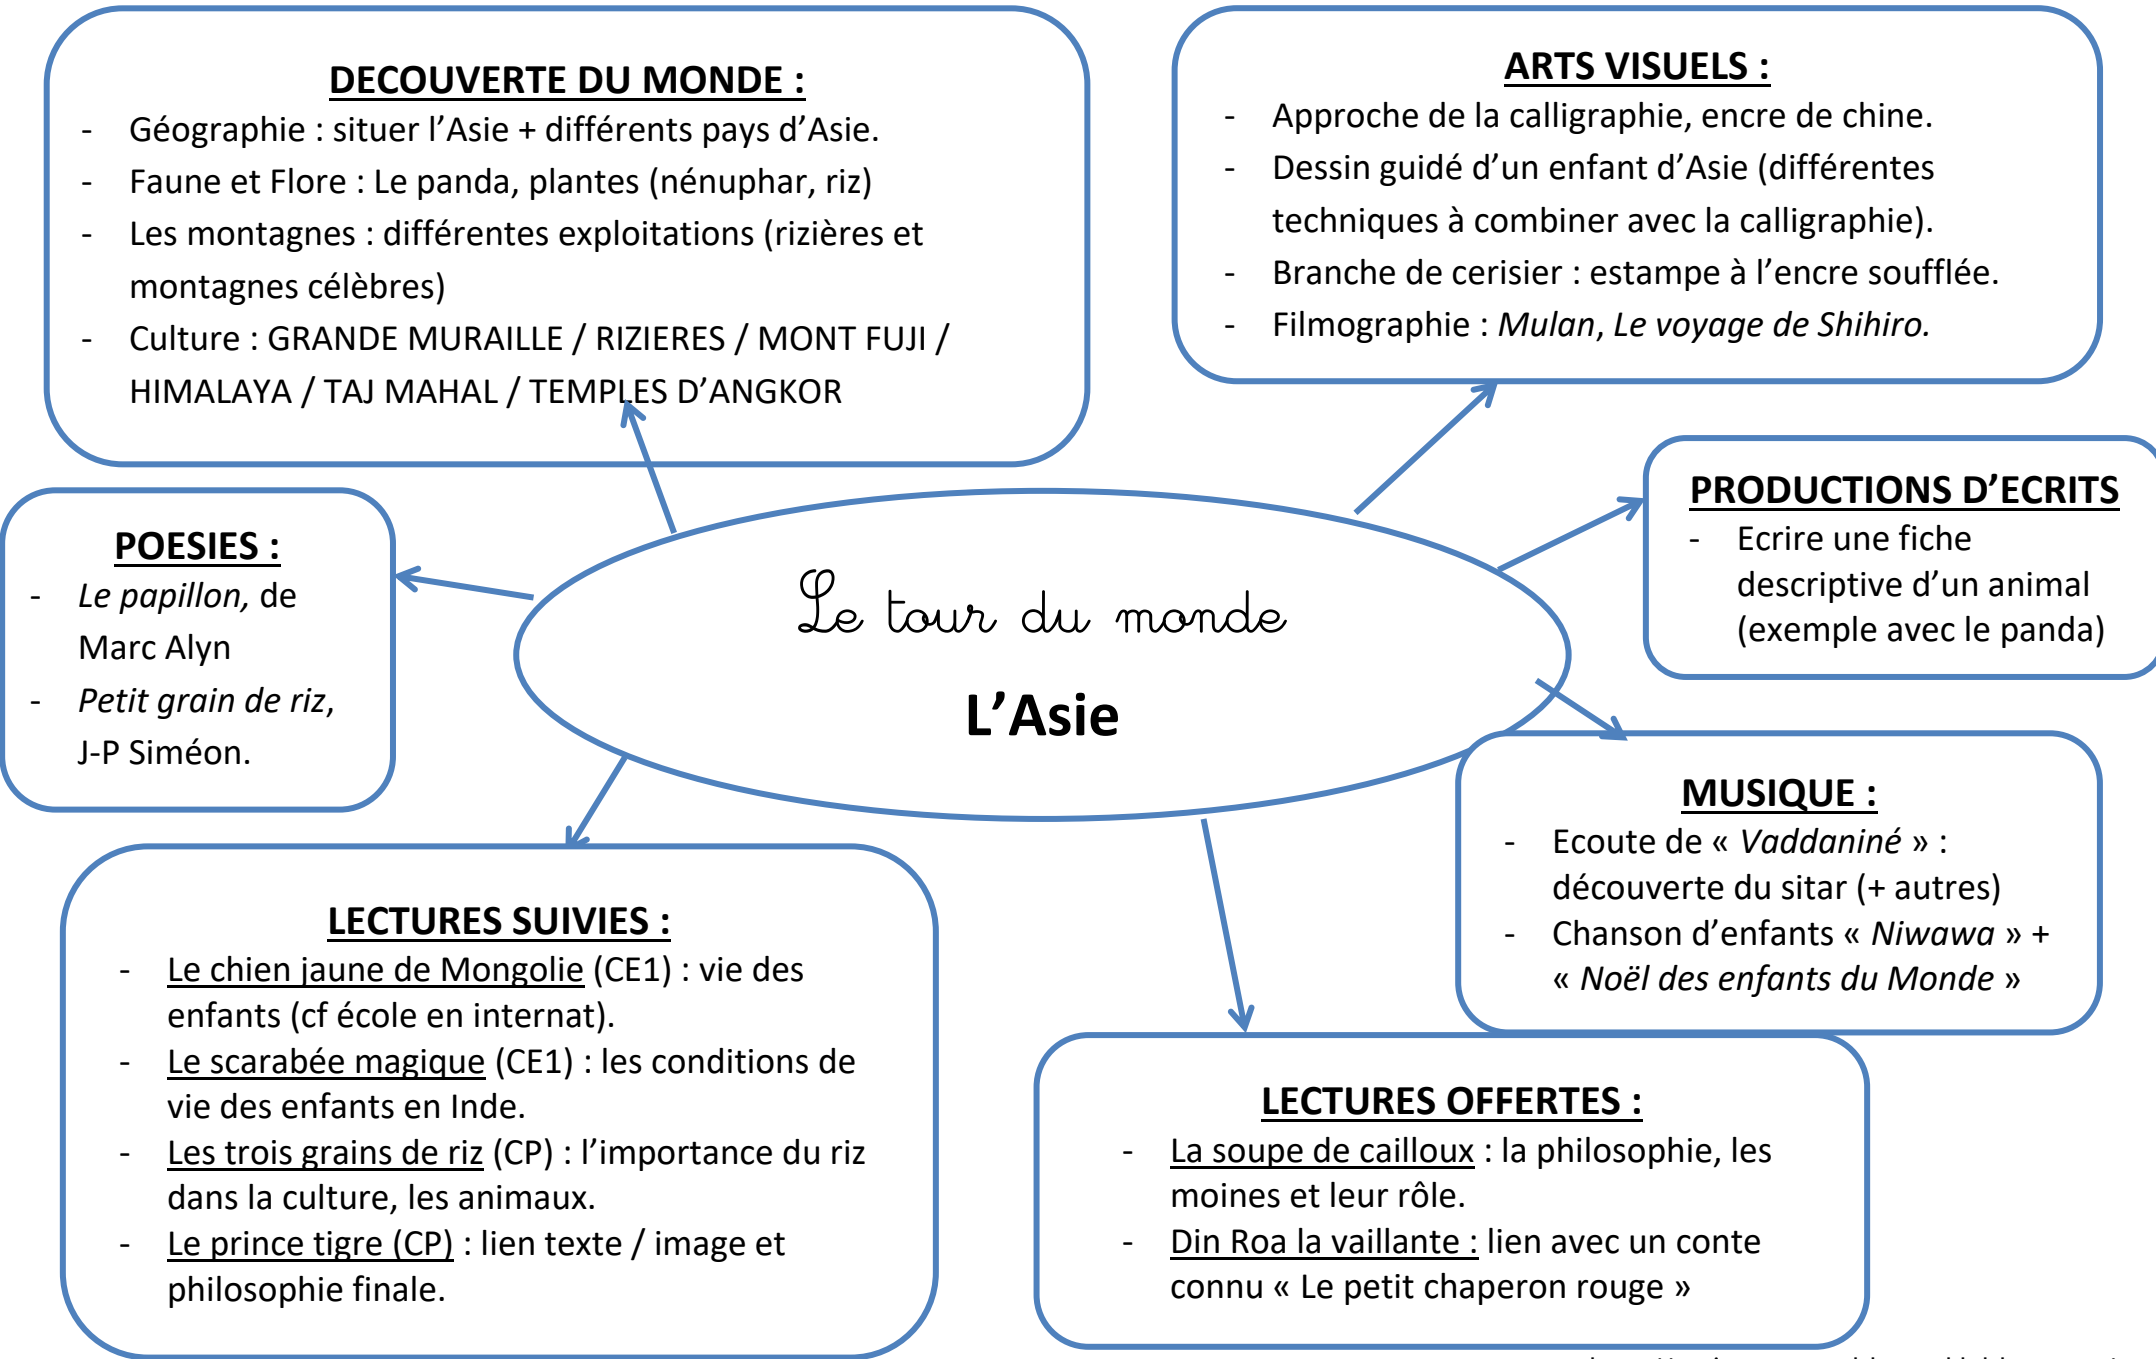 DECOUVERTE DU MONDE :
- Géographie : situer l’Asie + différents pays d’Asie.
- Faune et Flore : Le panda, plantes (nénuphar, riz)
- Les montagnes : différentes exploitations (rizières et
montagnes célèbres)
- Culture : GRANDE MURAILLE / RIZIERES / MONT FUJI /
HIMALAYA / TAJ MAHAL / TEMPLES D’ANGKOR
ARTS VISUELS :
- Approche de la calligraphie, encre de chine.
- Dessin guidé d’un enfant d’Asie (différentes
techniques à combiner avec la calligraphie).
- Branche de cerisier : estampe à l’encre soufflée.
- Filmographie : Mulan, Le voyage de Shihiro.
PRODUCTIONS D’ECRITS
- Ecrire une fiche
descriptive d’un animal
(exemple avec le panda)
POESIES :
- Le papillon, de
Marc Alyn
- Petit grain de riz,
J-P Siméon.
Le tour du monde
L’Asie
MUSIQUE :
- Ecoute de « Vaddaniné » :
découverte du sitar (+ autres)
- Chanson d’enfants « Niwawa » +
« Noël des enfants du Monde »
LECTURES SUIVIES :
- Le chien jaune de Mongolie (CE1) : vie des
enfants (cf école en internat).
- Le scarabée magique (CE1) : les conditions de
vie des enfants en Inde.
- Les trois grains de riz (CP) : l’importance du riz
dans la culture, les animaux.
- Le prince tigre (CP) : lien texte / image et
philosophie finale.
LECTURES OFFERTES :
- La soupe de cailloux : la philosophie, les
moines et leur rôle.
- Din Roa la vaillante : lien avec un conte
connu « Le petit chaperon rouge »